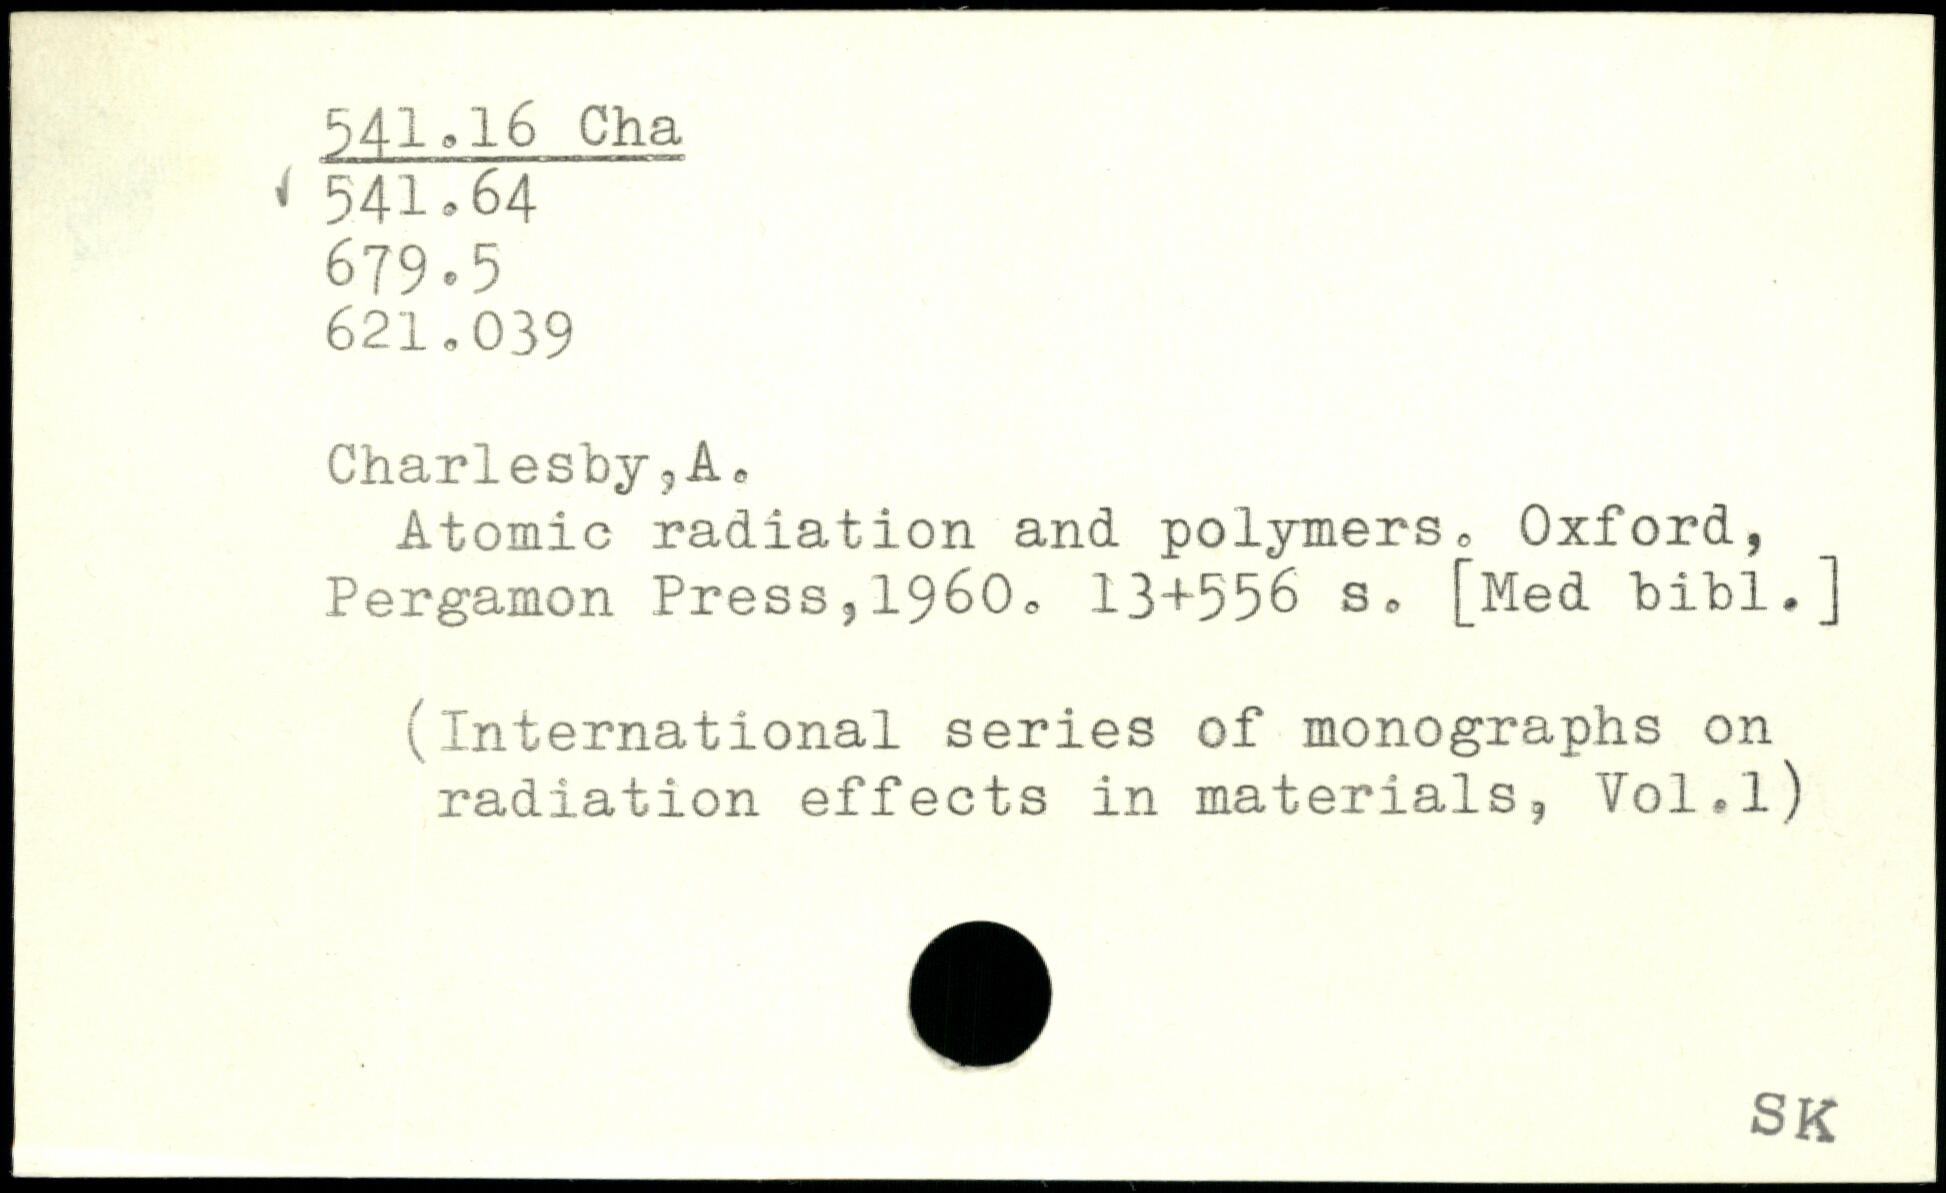 541.16 Cha
541.64
679.5
621.039
Charlesby,A.
Atomic radiation and polymers. Oxford,
Pergamon Press,1960. 13+556 s. [Med bibl.]
(International series of monographs on
radiation effects in materials, Vol.1)
SK